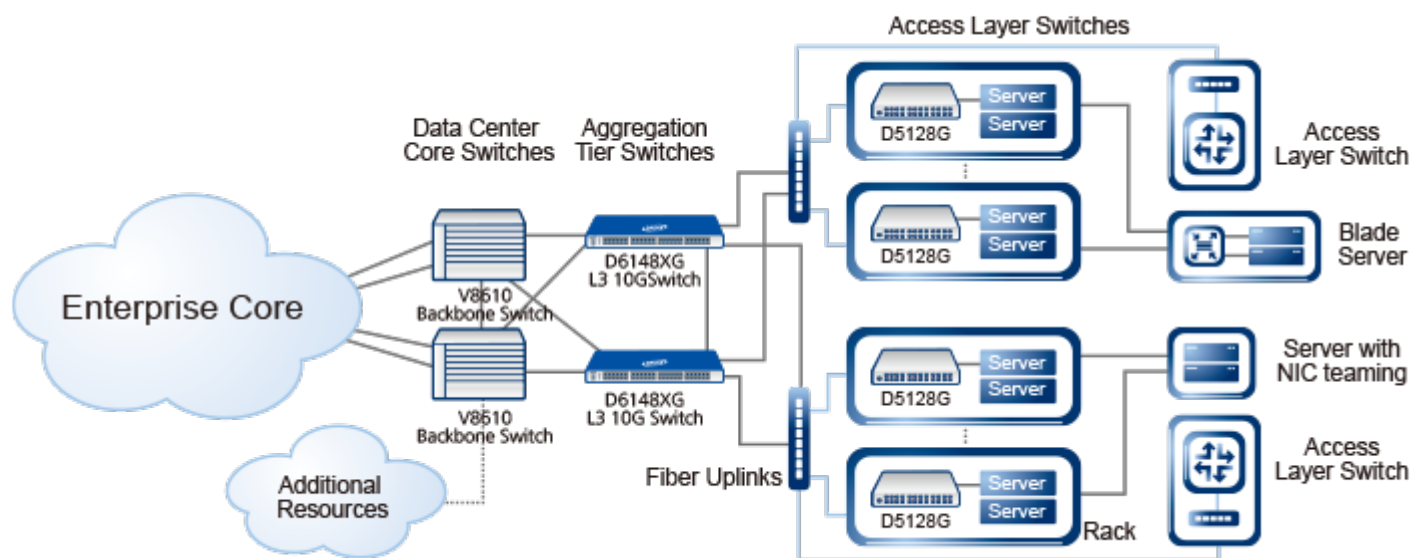 Access Layer Switches
Data Center
Core Switches
Aggregation
Tier Switches
Enterprise Core
V8610
Backbone Switch
V8610
Backbone Switch
D6148XG
L3 10GSwitch
D6148XG
L3 10G Switch
Additional
Resources
Fiber Uplinks
D5128G
Server
Server
D5128G
Server
Server
D5128G
Server
Server
D5128G
Server
Server
Rack
Access
Layer Switch
Blade
Server
Server with
NIC teaming
Access
Layer Switch